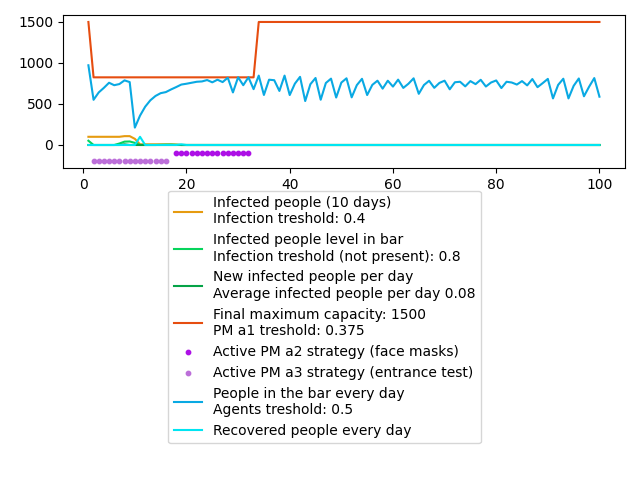 1500
1000
500
0
0 20 40 60 80 100
Infected people (10 days)
Infection treshold: 0.4
Infected people level in bar
Infection treshold (not present): 0.8
New infected people per day
Average infected people per day 0.08
Final maximum capacity: 1500
PM a1 treshold: 0.375
Active PM a2 strategy (face masks)
Active PM a3 strategy (entrance test)
People in the bar every day
Agents treshold: 0.5
Recovered people every day